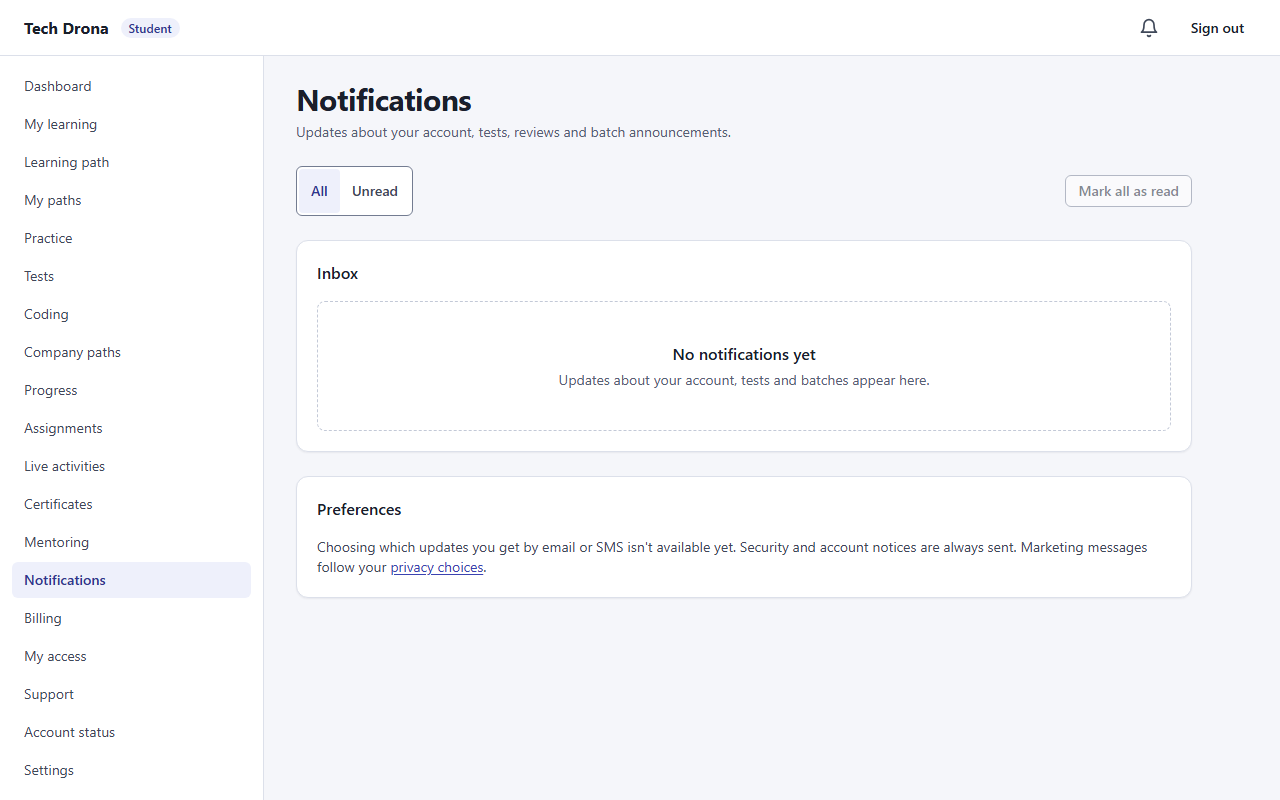 Tech Drona
Student
Sign out
Dashboard
My learning
Learning path
My paths
Practice
Tests
Coding
Company paths
Progress
Assignments
Live activities
Certificates
Mentoring
Notifications
Billing
My access
Support
Account status
Settings
Notifications
Updates about your account, tests, reviews and batch announcements.
All
Unread
Mark all as read
Inbox
No notifications yet
Updates about your account, tests and batches appear here.
Preferences
Choosing which updates you get by email or SMS isn't available yet. Security and account notices are always sent. Marketing messages
follow your privacy choices.